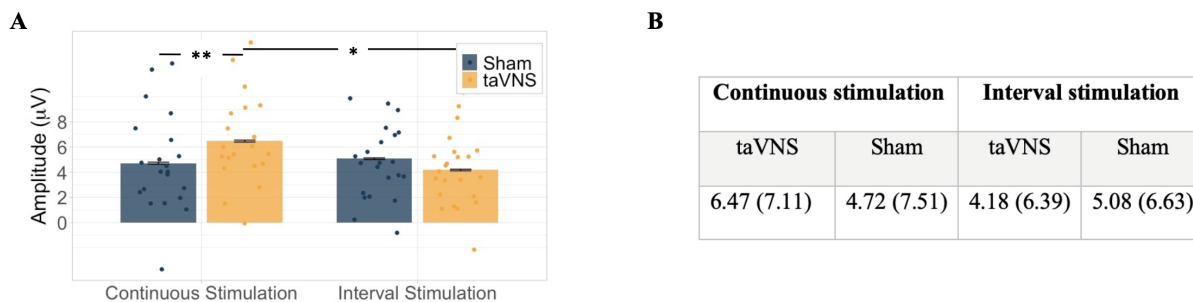 A
B
** *
Sham
taVNS
Amplitude (µV)
8
6
4
2
0
Continuous Stimulation Interval Stimulation
Continuous stimulation Interval stimulation
taVNS Sham taVNS Sham
6.47 (7.11) 4.72 (7.51) 4.18 (6.39) 5.08 (6.63)